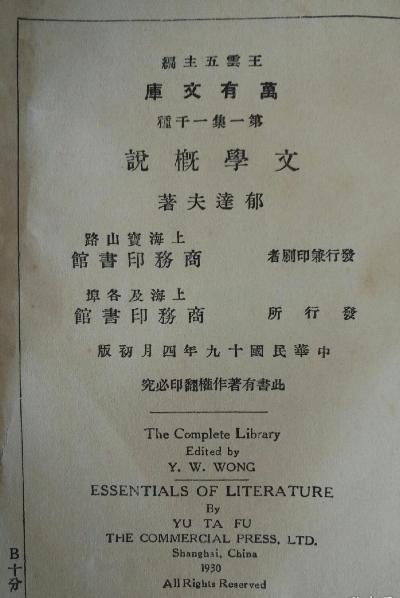 王雲五主編
萬有文庫
第一集一千種
文學概說
郁達夫著
發行兼印刷者
上海寶山路
商務印書館
發行所
上海及各埠
商務印書館
中華民國十九年四月初版
此書有著作權翻印必究
The Complete Library
Edited by
Y. W. WONG
ESSENTIALS OF LITERATURE
By
YU TA FU
THE COMMERCIAL PRESS, LTD.
Shanghai, China
1930
All Rights Reserved
B十分